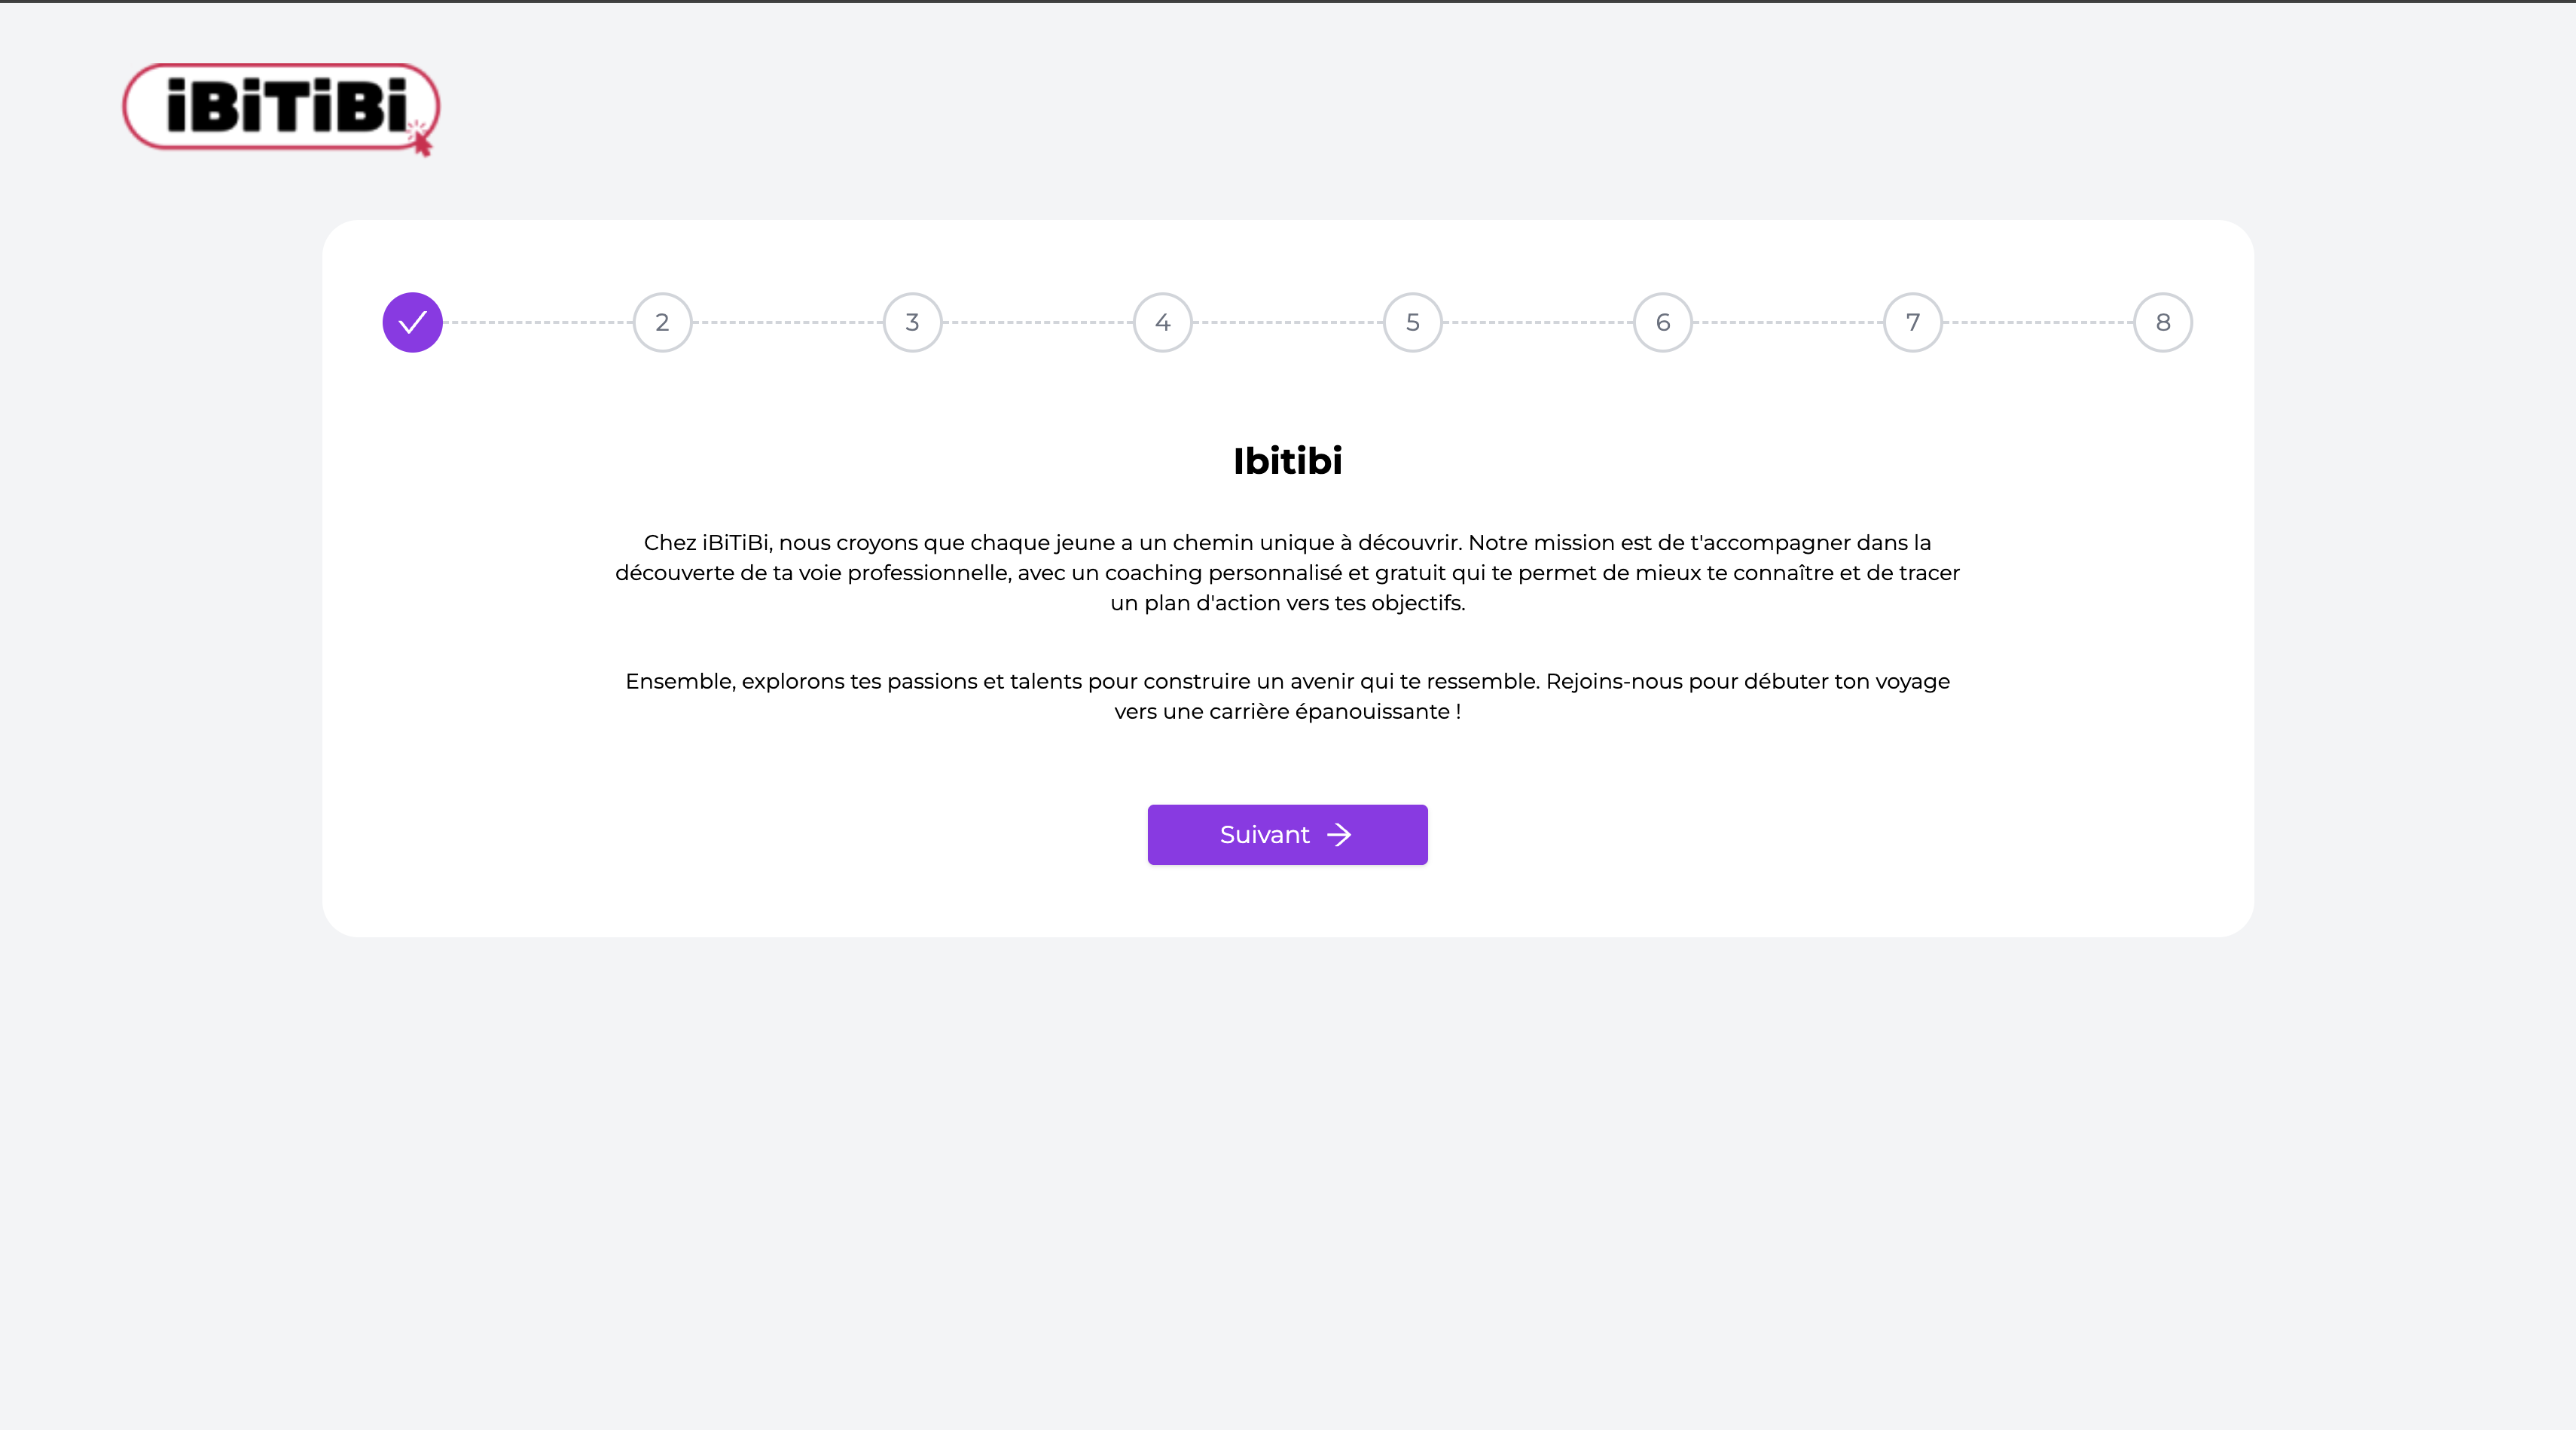 iBiTiBi
2 3 4 5 6 7 8
Ibitibi
Chez iBiTiBi, nous croyons que chaque jeune a un chemin unique à découvrir. Notre mission est de t'accompagner dans la
découverte de ta voie professionnelle, avec un coaching personnalisé et gratuit qui te permet de mieux te connaître et de tracer
un plan d'action vers tes objectifs.
Ensemble, explorons tes passions et talents pour construire un avenir qui te ressemble. Rejoins-nous pour débuter ton voyage
vers une carrière épanouissante !
Suivant